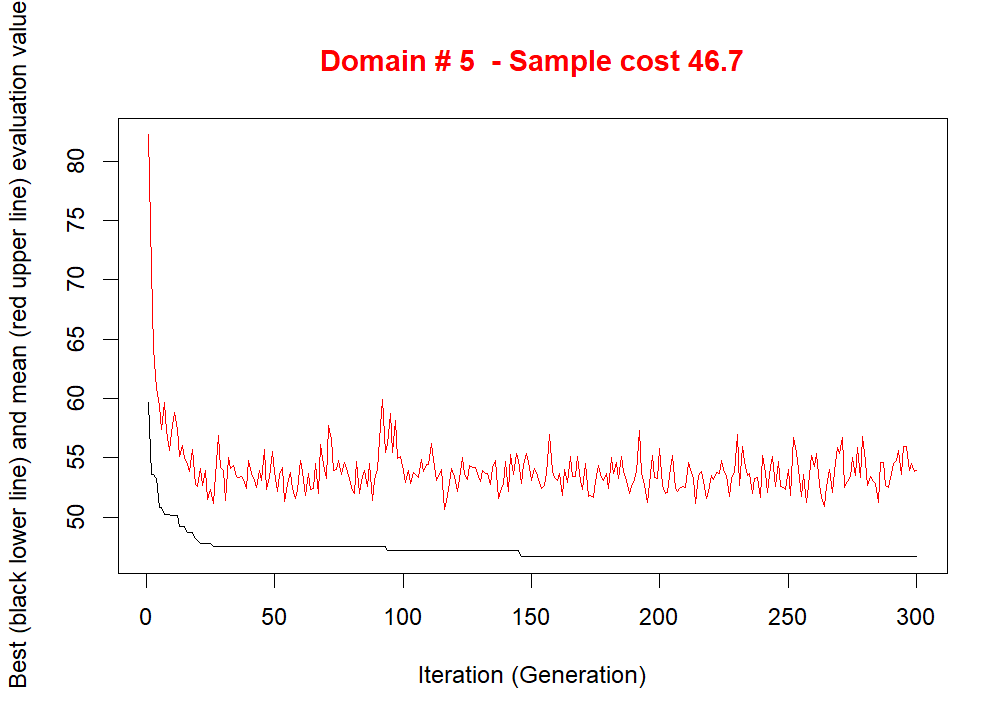 Domain # 5  - Sample cost 46.7
Best (black lower line) and mean (red upper line) evaluation value
80
75
70
65
60
55
50
0 50 100 150 200 250 300
Iteration (Generation)